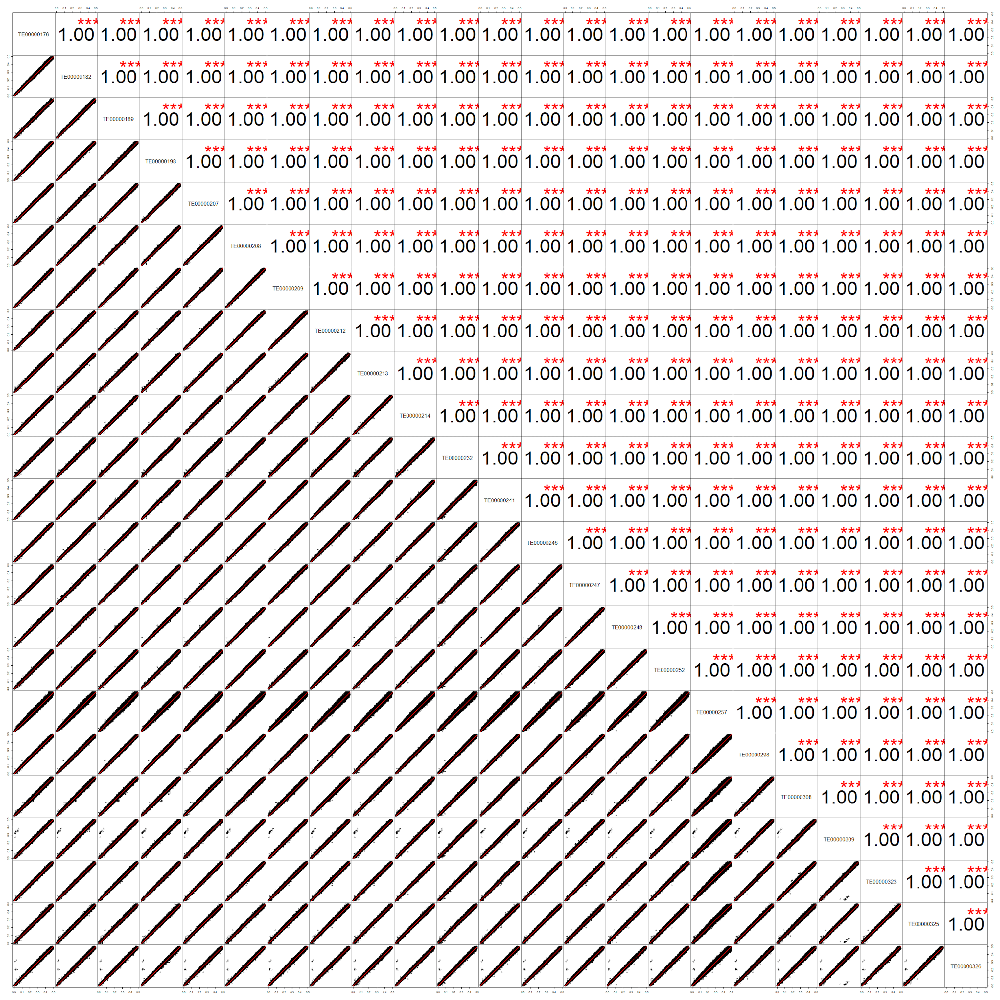 *** *** *** *** *** *** *** *** *** *** *** *** *** *** *** *** *** *** *** *** *** ***
TE00000176 1.00 1.00 1.00 1.00 1.00 1.00 1.00 1.00 1.00 1.00 1.00 1.00 1.00 1.00 1.00 1.00 1.00 1.00 1.00 1.00 1.00 1.00
*** *** *** *** *** *** *** *** *** *** *** *** *** *** *** *** *** *** *** *** ***
TE00000182 1.00 1.00 1.00 1.00 1.00 1.00 1.00 1.00 1.00 1.00 1.00 1.00 1.00 1.00 1.00 1.00 1.00 1.00 1.00 1.00 1.00
*** *** *** *** *** *** *** *** *** *** *** *** *** *** *** *** *** *** *** ***
TE00000189 1.00 1.00 1.00 1.00 1.00 1.00 1.00 1.00 1.00 1.00 1.00 1.00 1.00 1.00 1.00 1.00 1.00 1.00 1.00 1.00
*** *** *** *** *** *** *** *** *** *** *** *** *** *** *** *** *** *** ***
TE00000198 1.00 1.00 1.00 1.00 1.00 1.00 1.00 1.00 1.00 1.00 1.00 1.00 1.00 1.00 1.00 1.00 1.00 1.00 1.00
*** *** *** *** *** *** *** *** *** *** *** *** *** *** *** *** *** ***
TE00000207 1.00 1.00 1.00 1.00 1.00 1.00 1.00 1.00 1.00 1.00 1.00 1.00 1.00 1.00 1.00 1.00 1.00 1.00
*** *** *** *** *** *** *** *** *** *** *** *** *** *** *** *** ***
TE00000208 1.00 1.00 1.00 1.00 1.00 1.00 1.00 1.00 1.00 1.00 1.00 1.00 1.00 1.00 1.00 1.00 1.00
*** *** *** *** *** *** *** *** *** *** *** *** *** *** *** ***
TE00000209 1.00 1.00 1.00 1.00 1.00 1.00 1.00 1.00 1.00 1.00 1.00 1.00 1.00 1.00 1.00 1.00
*** *** *** *** *** *** *** *** *** *** *** *** *** *** ***
TE00000212 1.00 1.00 1.00 1.00 1.00 1.00 1.00 1.00 1.00 1.00 1.00 1.00 1.00 1.00 1.00
*** *** *** *** *** *** *** *** *** *** *** *** *** ***
TE00000213 1.00 1.00 1.00 1.00 1.00 1.00 1.00 1.00 1.00 1.00 1.00 1.00 1.00 1.00
*** *** *** *** *** *** *** *** *** *** *** *** ***
TE00000214 1.00 1.00 1.00 1.00 1.00 1.00 1.00 1.00 1.00 1.00 1.00 1.00 1.00
*** *** *** *** *** *** *** *** *** *** *** ***
TE00000232 1.00 1.00 1.00 1.00 1.00 1.00 1.00 1.00 1.00 1.00 1.00 1.00
*** *** *** *** *** *** *** *** *** *** ***
TE00000241 1.00 1.00 1.00 1.00 1.00 1.00 1.00 1.00 1.00 1.00 1.00
*** *** *** *** *** *** *** *** *** ***
TE00000246 1.00 1.00 1.00 1.00 1.00 1.00 1.00 1.00 1.00 1.00
*** *** *** *** *** *** *** *** ***
TE00000247 1.00 1.00 1.00 1.00 1.00 1.00 1.00 1.00 1.00
*** *** *** *** *** *** *** ***
TE00000248 1.00 1.00 1.00 1.00 1.00 1.00 1.00 1.00
*** *** *** *** *** *** ***
TE00000252 1.00 1.00 1.00 1.00 1.00 1.00 1.00
*** *** *** *** *** ***
TE00000257 1.00 1.00 1.00 1.00 1.00 1.00
*** *** *** *** ***
TE00000298 1.00 1.00 1.00 1.00 1.00
*** *** *** ***
TE00000308 1.00 1.00 1.00 1.00
*** *** ***
TE00000309 1.00 1.00 1.00
*** ***
TE00000323 1.00 1.00
***
TE00000325 1.00
TE00000326